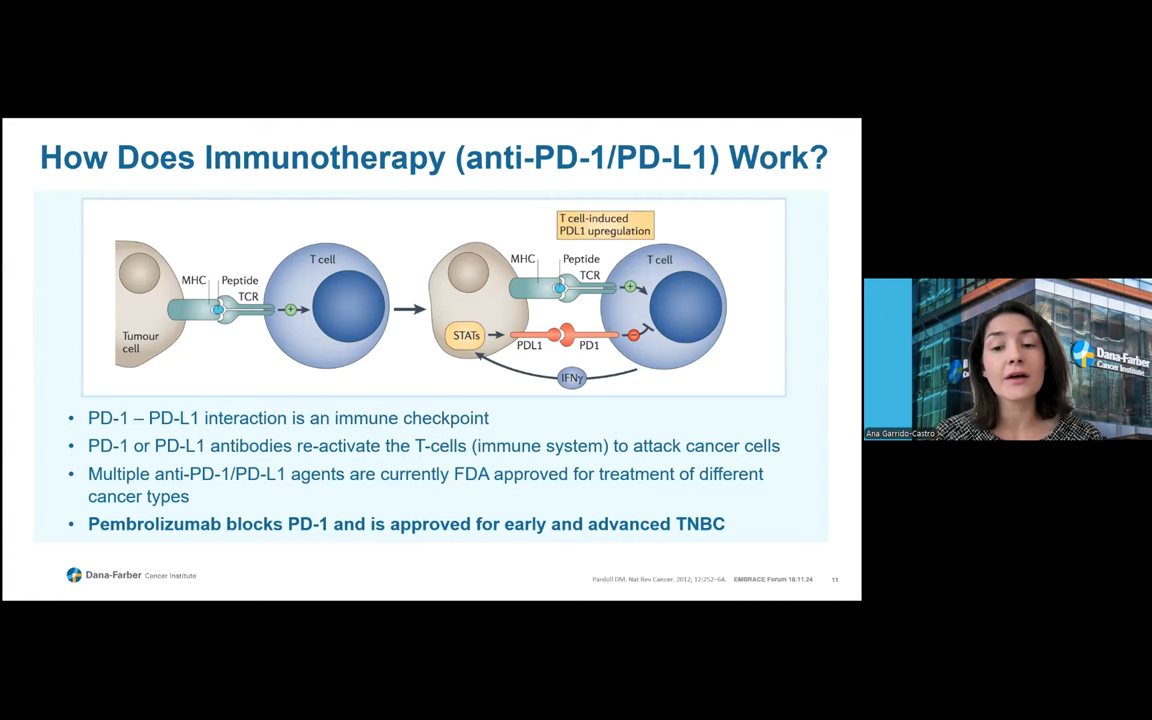 How Does Immunotherapy (anti-PD-1/PD-L1) Work?
T cell-induced
PDL1 upregulation
T cell
MHC
Peptide
TCR
+
Tumour
cell
MHC
Peptide
TCR
T cell
+
STATs
PDL1
PD1
IFNγ
• PD-1 – PD-L1 interaction is an immune checkpoint
• PD-1 or PD-L1 antibodies re-activate the T-cells (immune system) to attack cancer cells
• Multiple anti-PD-1/PD-L1 agents are currently FDA approved for treatment of different
cancer types
• Pembrolizumab blocks PD-1 and is approved for early and advanced TNBC
Dana-Farber Cancer Institute
Pardoll DM. Nat Rev Cancer. 2012; 12:252–64. EMBRACE Forum 18.11.24 11
Dana-Farber
Cancer Institute
Ana Garrido-Castro